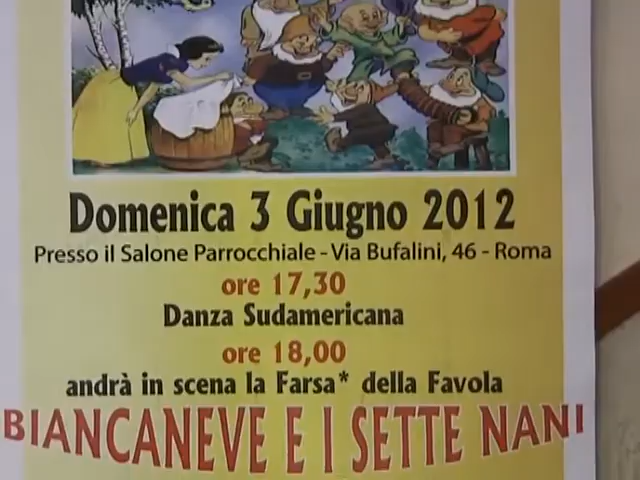 Domenica 3 Giugno 2012
Presso il Salone Parrocchiale - Via Bufalini, 46 - Roma
ore 17,30
Danza Sudamericana
ore 18,00
andrà in scena la Farsa* della Favola
BIANCANEVE E I SETTE NANI